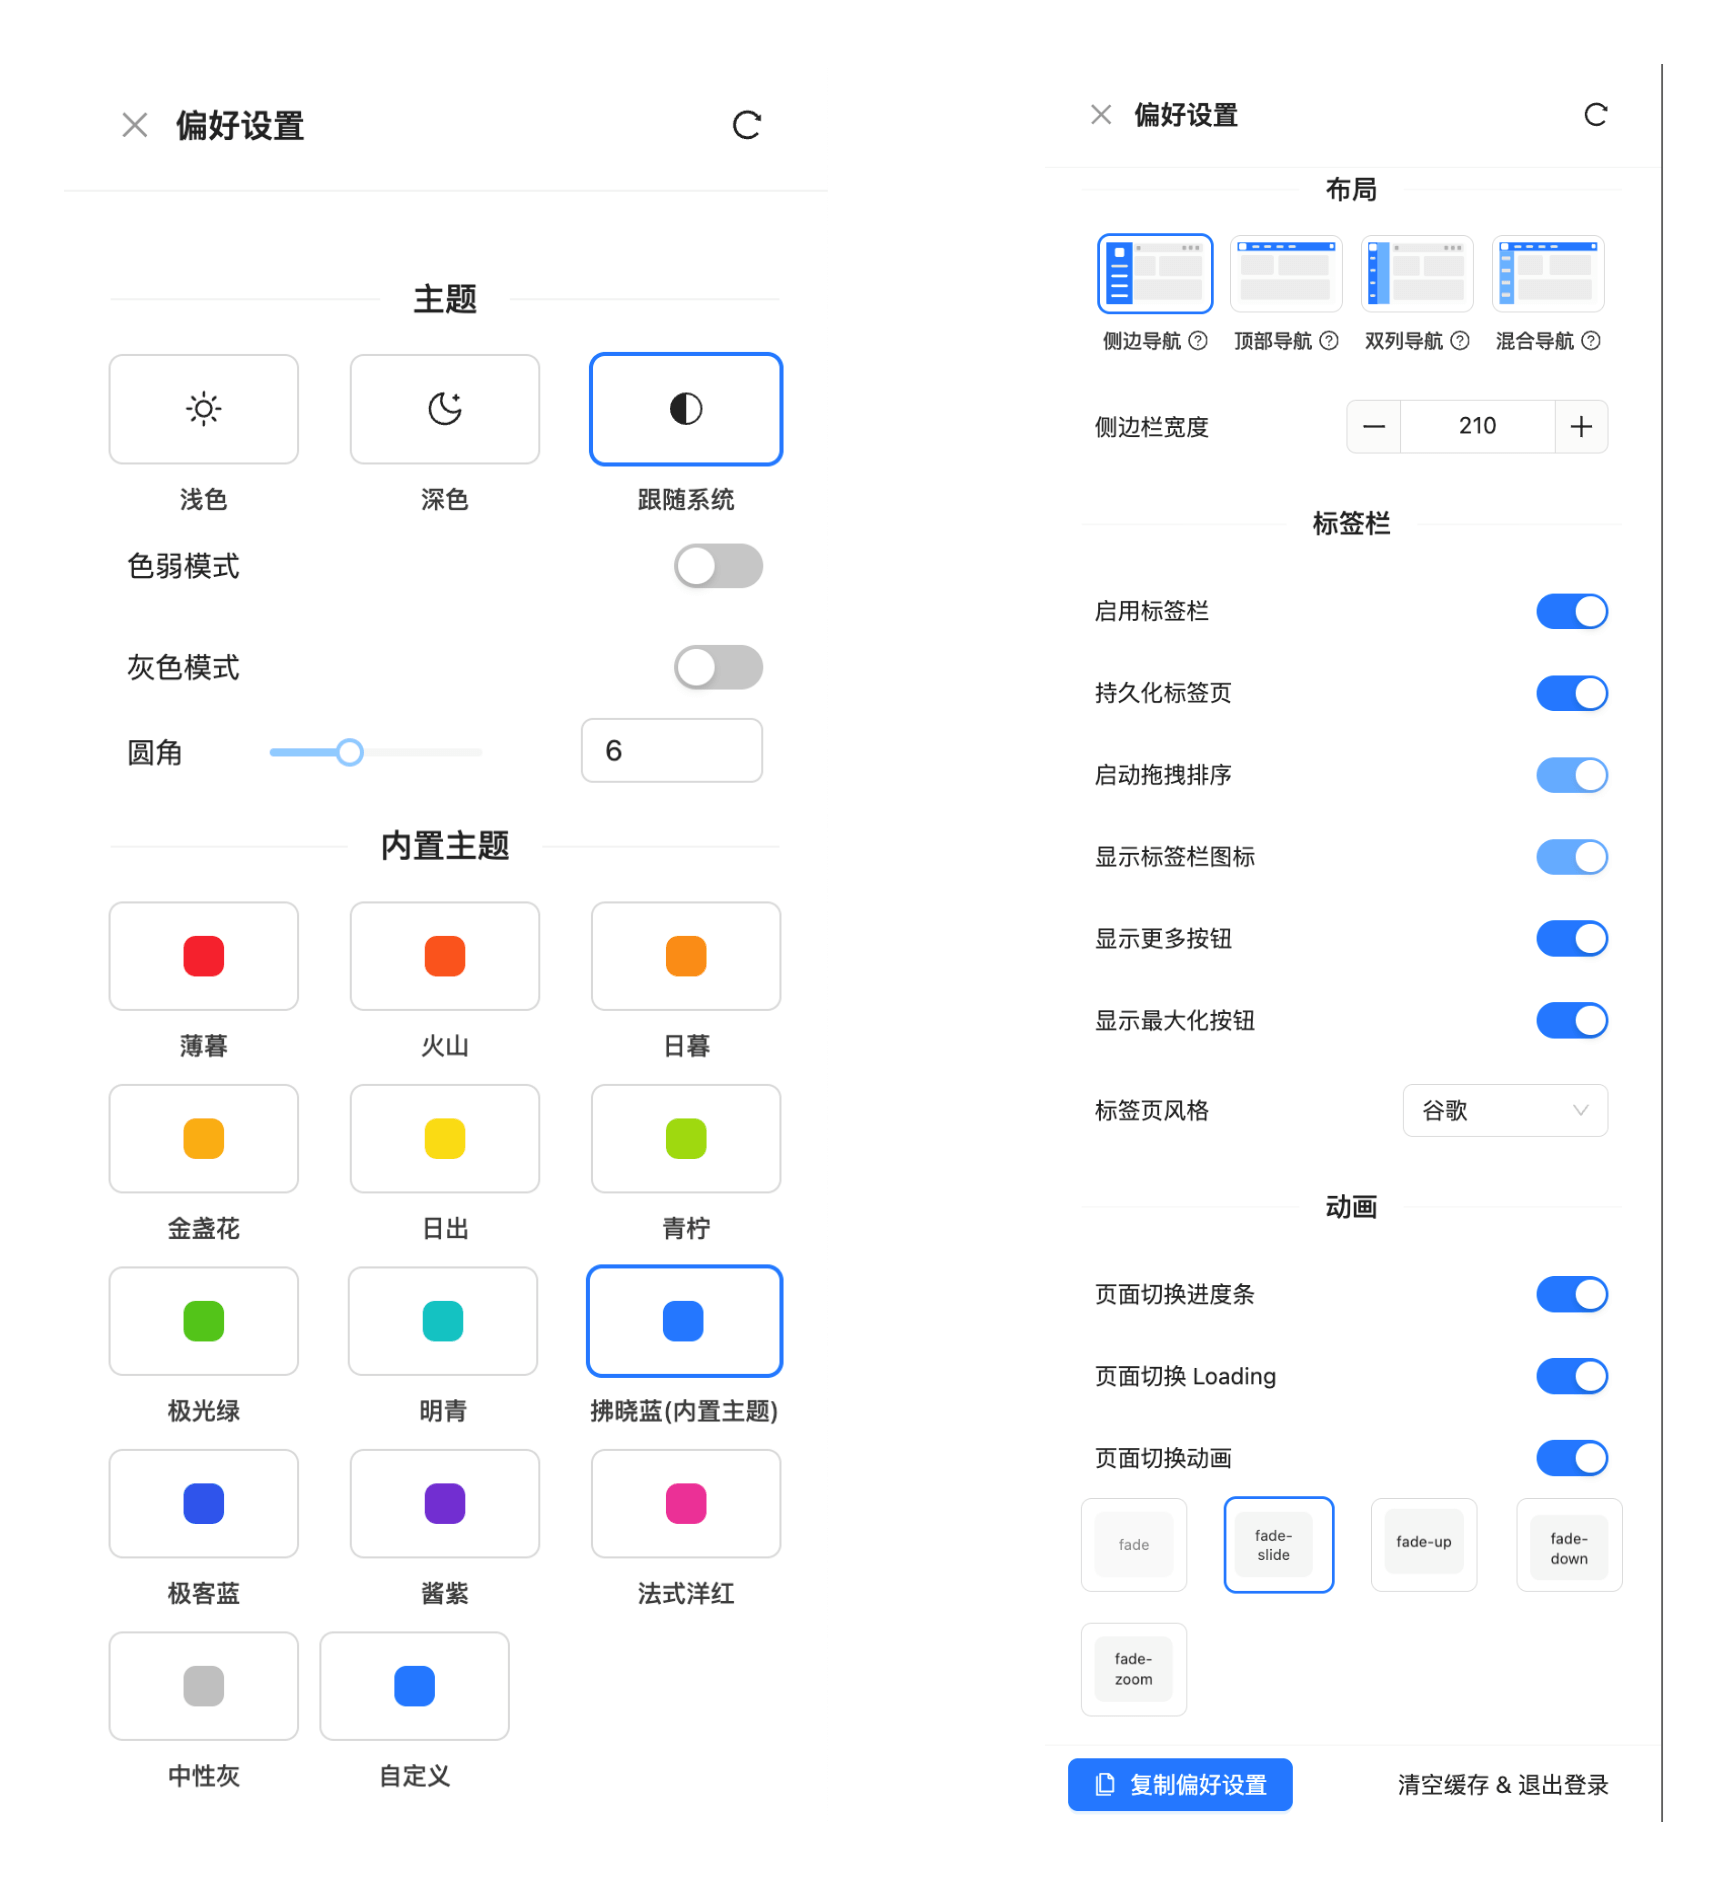 偏好设置
主题
浅色
深色
跟随系统
色弱模式
灰色模式
圆角
6
内置主题
薄暮
火山
日暮
金盏花
日出
青柠
极光绿
明青
拂晓蓝(内置主题)
极客蓝
酱紫
法式洋红
中性灰
自定义
偏好设置
布局
侧边导航
顶部导航
双列导航
混合导航
侧边栏宽度
210
标签栏
启用标签栏
持久化标签页
启动拖拽排序
显示标签栏图标
显示更多按钮
显示最大化按钮
标签页风格
谷歌
动画
页面切换进度条
页面切换 Loading
页面切换动画
fade
fade-
slide
fade-up
fade-
down
fade-
zoom
复制偏好设置
清空缓存 & 退出登录